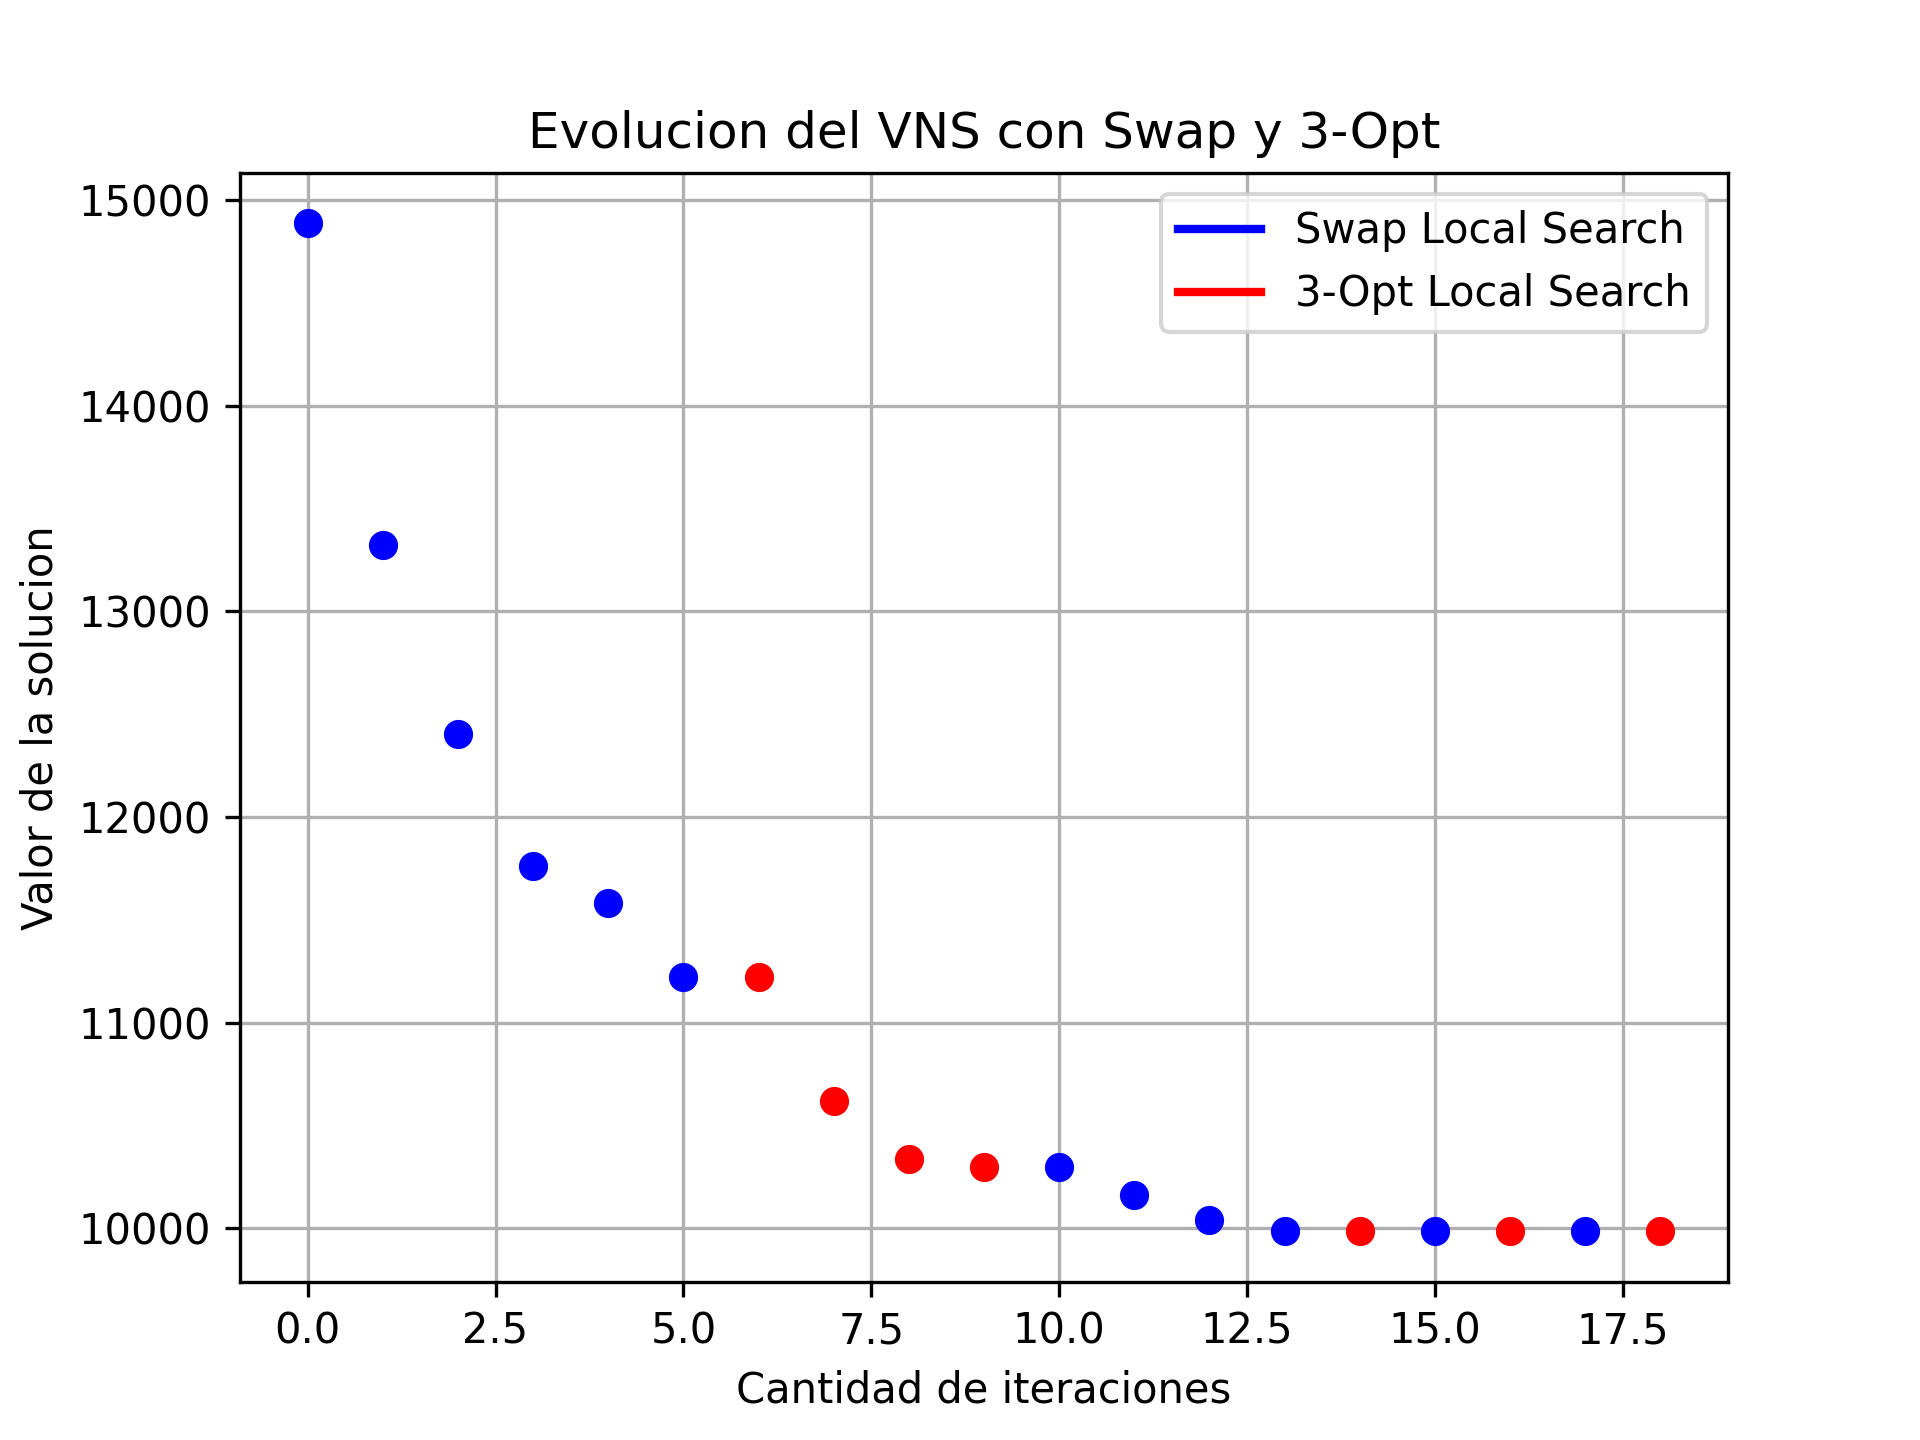 Evolucion del VNS con Swap y 3-Opt
Swap Local Search
3-Opt Local Search
Valor de la solucion
15000
14000
13000
12000
11000
10000
0.0 2.5 5.0 7.5 10.0 12.5 15.0 17.5
Cantidad de iteraciones